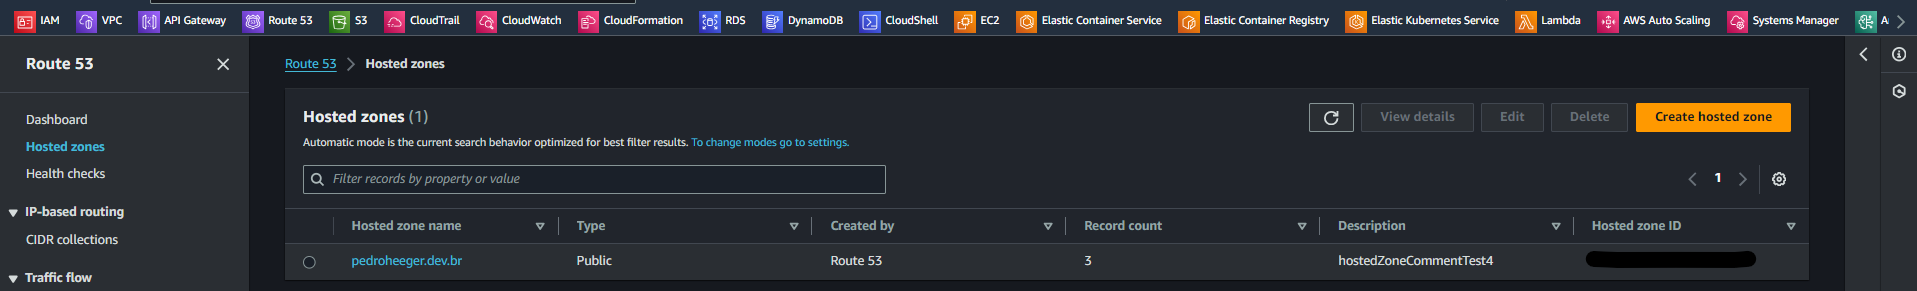 IAM VPC API Gateway Route 53 S3 CloudTrail CloudWatch CloudFormation RDS DynamoDB CloudShell EC2 Elastic Container Service Elastic Container Registry Elastic Kubernetes Service Lambda AWS Auto Scaling Systems Manager
Route 53
Dashboard
Hosted zones
Health checks
IP-based routing
CIDR collections
Traffic flow
Route 53 Hosted zones
Hosted zones (1)
View details Edit Delete Create hosted zone
Automatic mode is the current search behavior optimized for best filter results. To change modes go to settings.
Filter records by property or value
1
Hosted zone name Type Created by Record count Description Hosted zone ID
pedroheeger.dev.br Public Route 53 3 hostedZoneCommentTest4